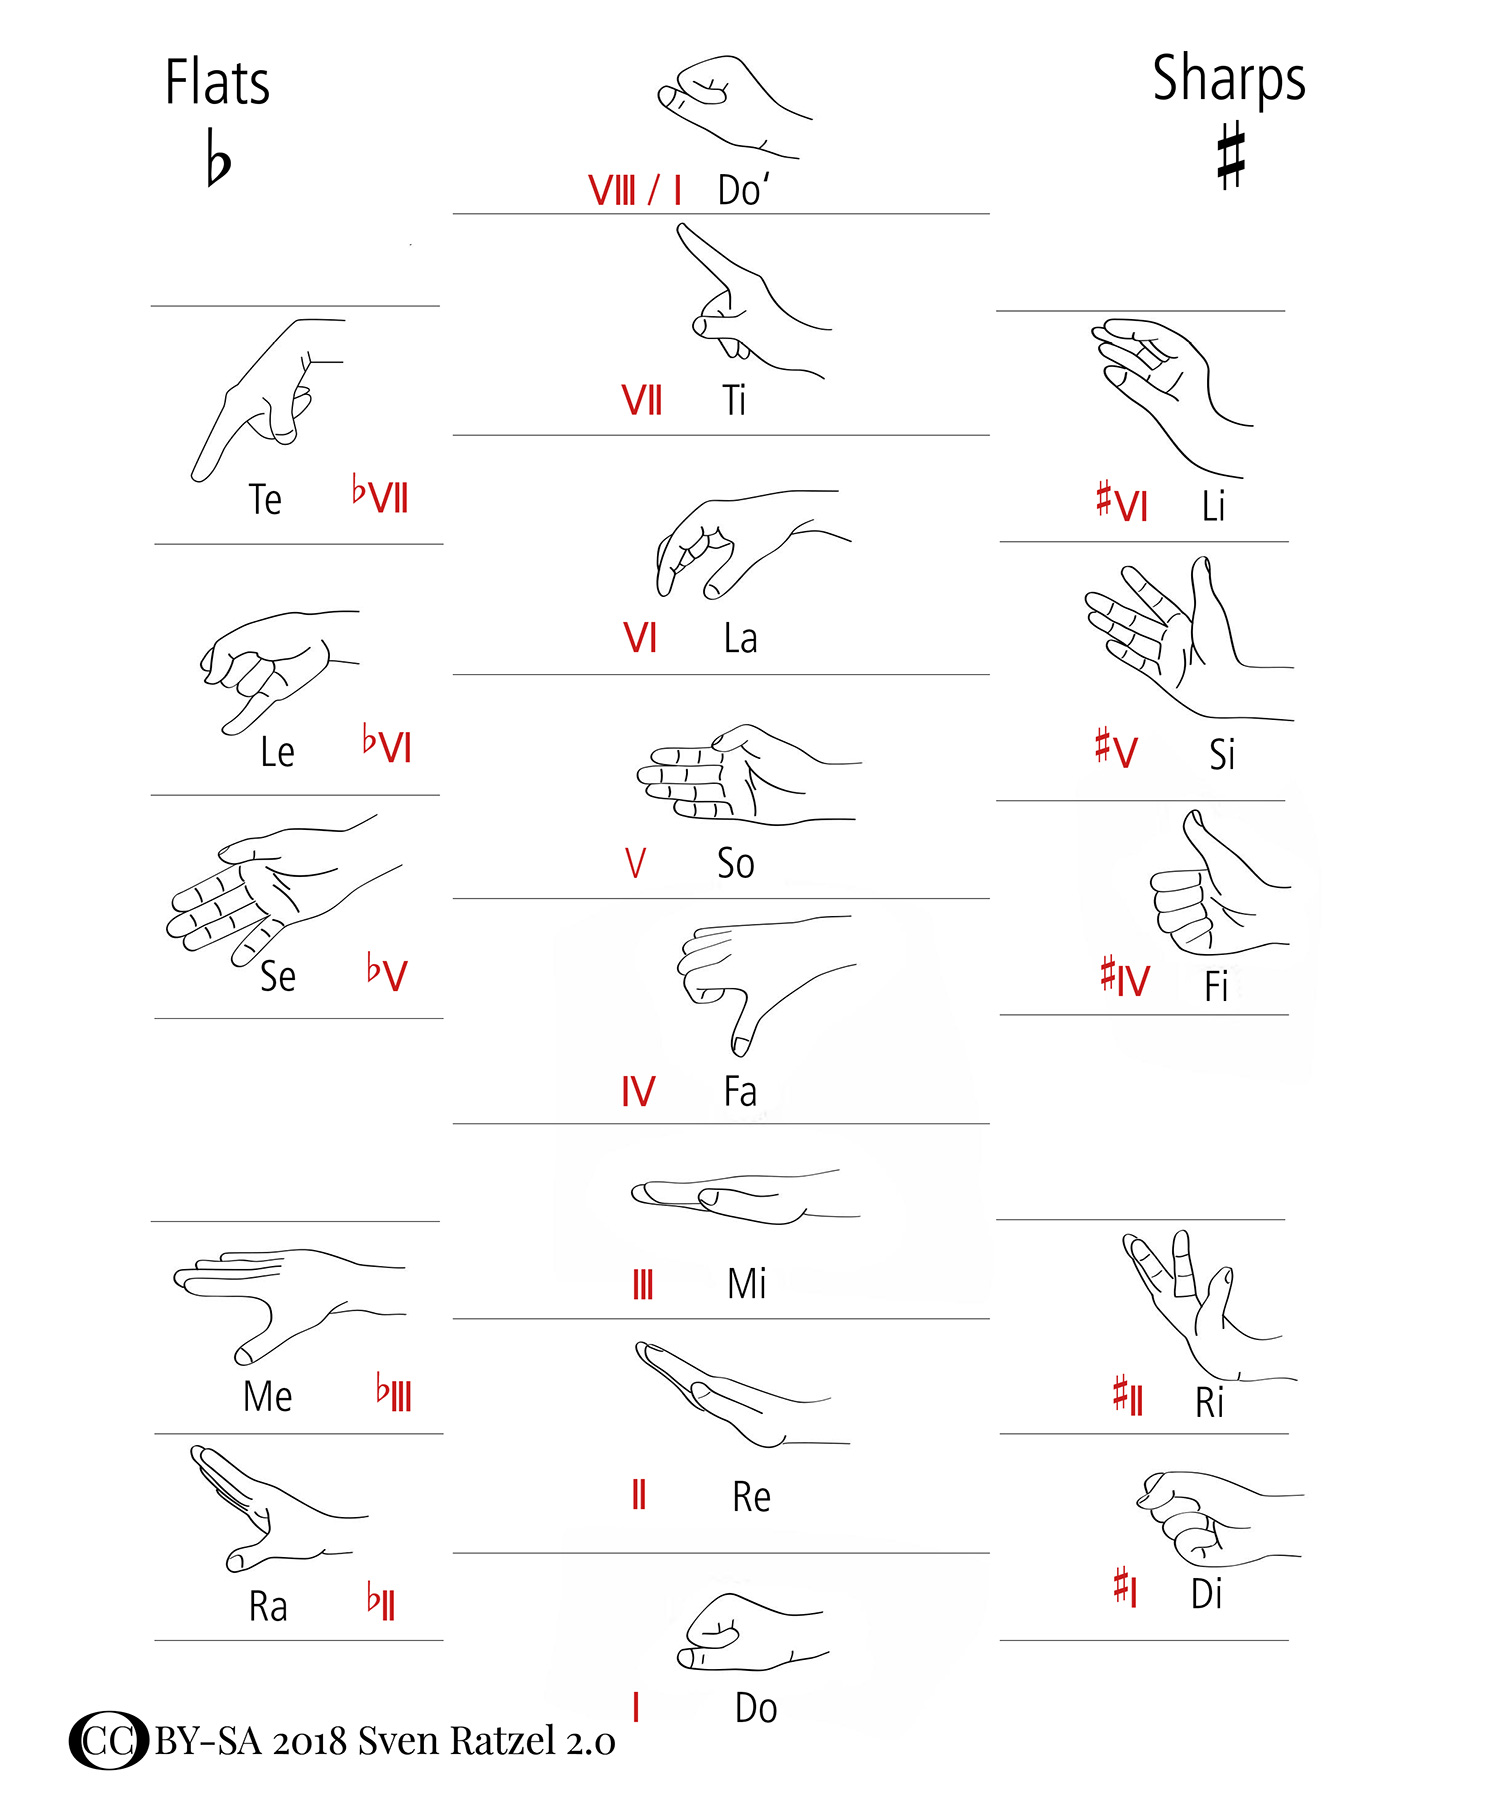 Flats
♭
Sharps
♯
VIII / I Do‘
VII Ti
Te ♭VII
♯VI Li
VI La
Le ♭VI
♯V Si
V So
Se ♭V
♯IV Fi
IV Fa
III Mi
Me ♭III
♯II Ri
II Re
Ra ♭II
♯I Di
I Do
CC BY-SA 2018 Sven Ratzel 2.0